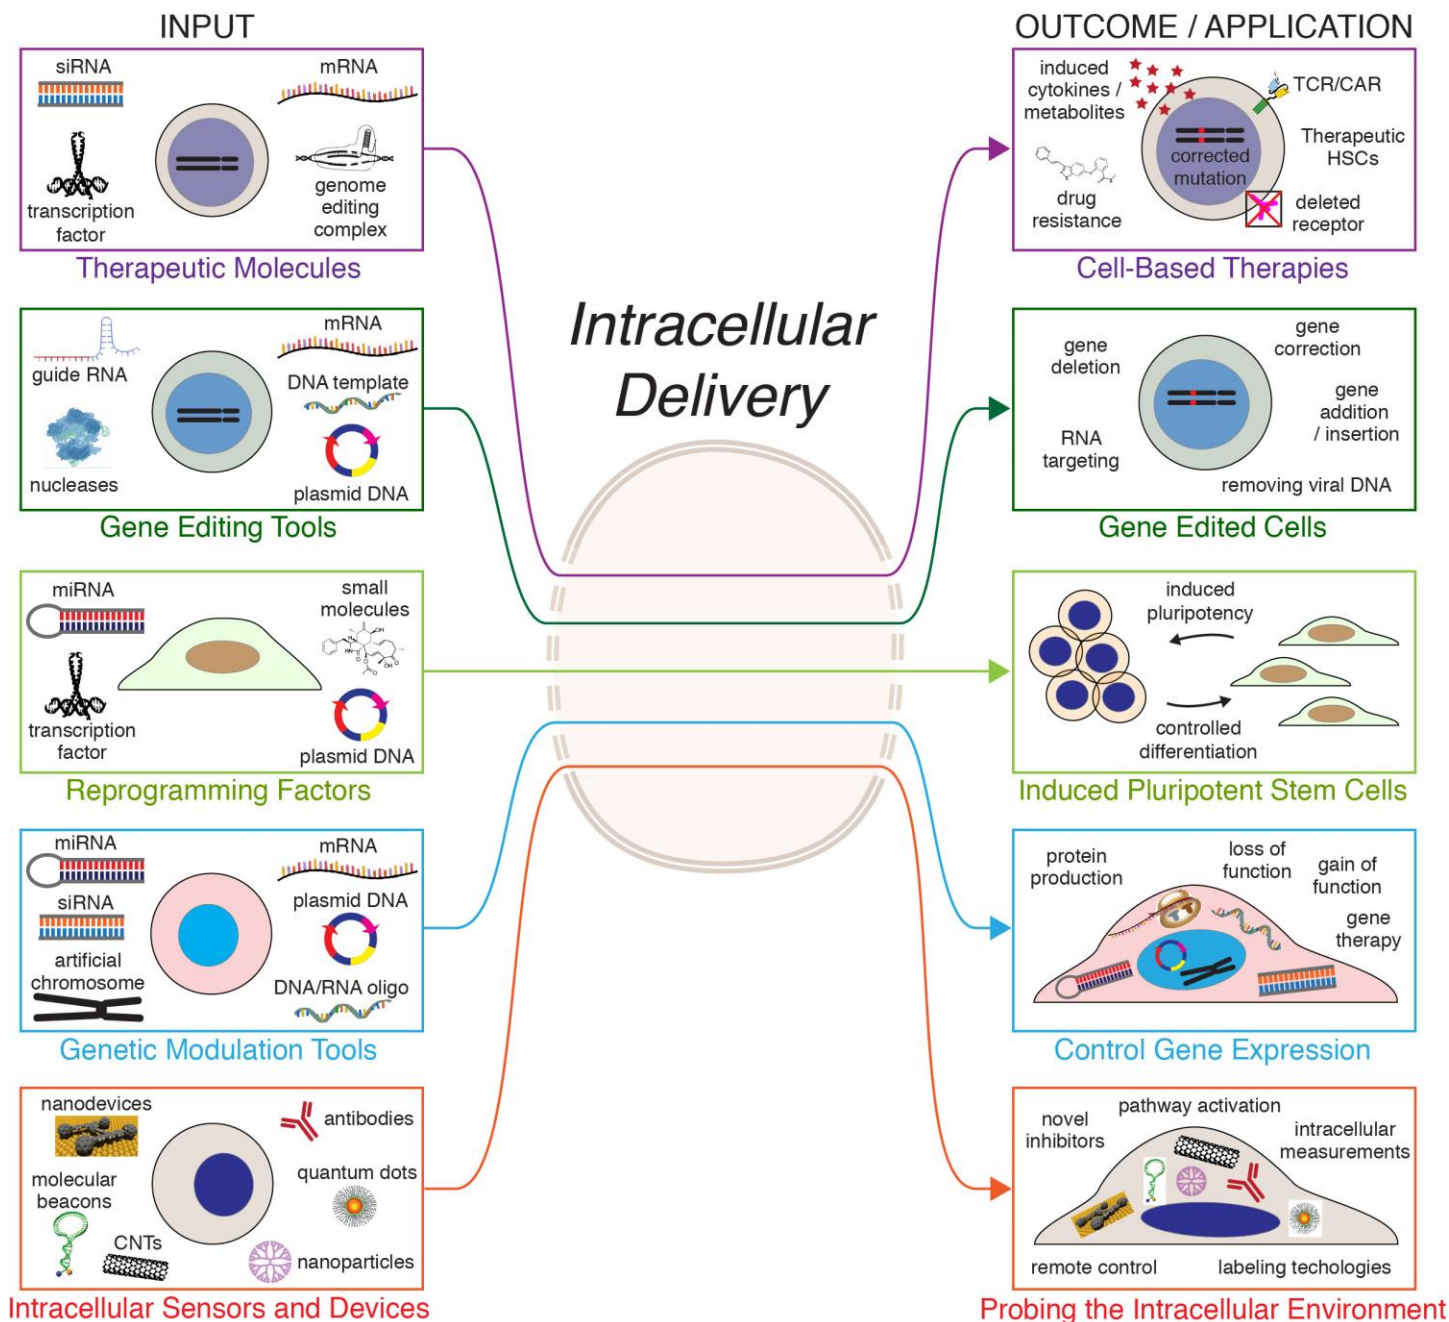 INPUT
OUTCOME / APPLICATION
siRNA
mRNA
transcription
factor
genome
editing
complex
Therapeutic Molecules
induced
cytokines /
metabolites
TCR/CAR
Therapeutic
HSCs
corrected
mutation
drug
resistance
deleted
receptor
Cell-Based Therapies
Intracellular
Delivery
guide RNA
mRNA
DNA template
nucleases
plasmid DNA
Gene Editing Tools
gene
deletion
gene
correction
gene
addition
/ insertion
RNA
targeting
removing viral DNA
Gene Edited Cells
miRNA
small
molecules
OH
OH
transcription
factor
plasmid DNA
Reprogramming Factors
induced
pluripotency
controlled
differentiation
Induced Pluripotent Stem Cells
miRNA
mRNA
siRNA
plasmid DNA
artificial
chromosome
DNA/RNA oligo
Genetic Modulation Tools
protein
production
loss of
function
gain of
function
gene
therapy
Control Gene Expression
nanodevices
antibodies
molecular
beacons
quantum dots
CNTs
nanoparticles
Intracellular Sensors and Devices
pathway activation
novel
inhibitors
intracellular
measurements
remote control
labeling techologies
Probing the Intracellular Environment